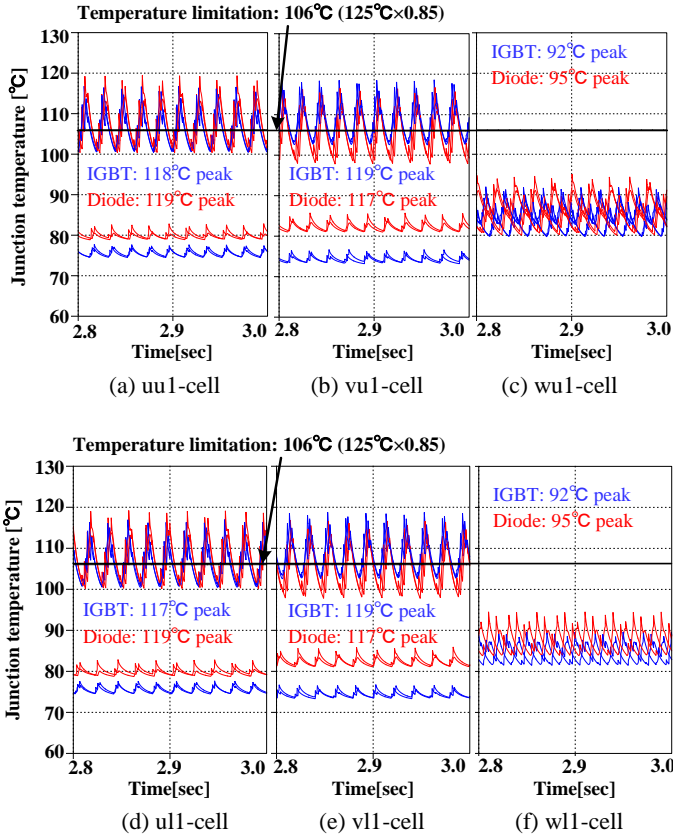 Temperature limitation: 106℃ (125℃×0.85)
Junction temperature [℃]
130
120
110
100
90
80
70
60
IGBT: 118℃ peak
Diode: 119℃ peak
IGBT: 119℃ peak
Diode: 117℃ peak
IGBT: 92℃ peak
Diode: 95℃ peak
2.8 2.9 3.0
2.8 2.9 3.0
2.8 2.9 3.0
Time[sec] Time[sec] Time[sec]
(a) uu1-cell (b) vu1-cell (c) wu1-cell
Temperature limitation: 106℃ (125℃×0.85)
Junction temperature [℃]
130
120
110
100
90
80
70
60
IGBT: 117℃ peak
Diode: 119℃ peak
IGBT: 119℃ peak
Diode: 117℃ peak
IGBT: 92℃ peak
Diode: 95℃ peak
2.8 2.9 3.0
2.8 2.9 3.0
2.8 2.9 3.0
Time[sec] Time[sec] Time[sec]
(d) ul1-cell (e) vl1-cell (f) wl1-cell